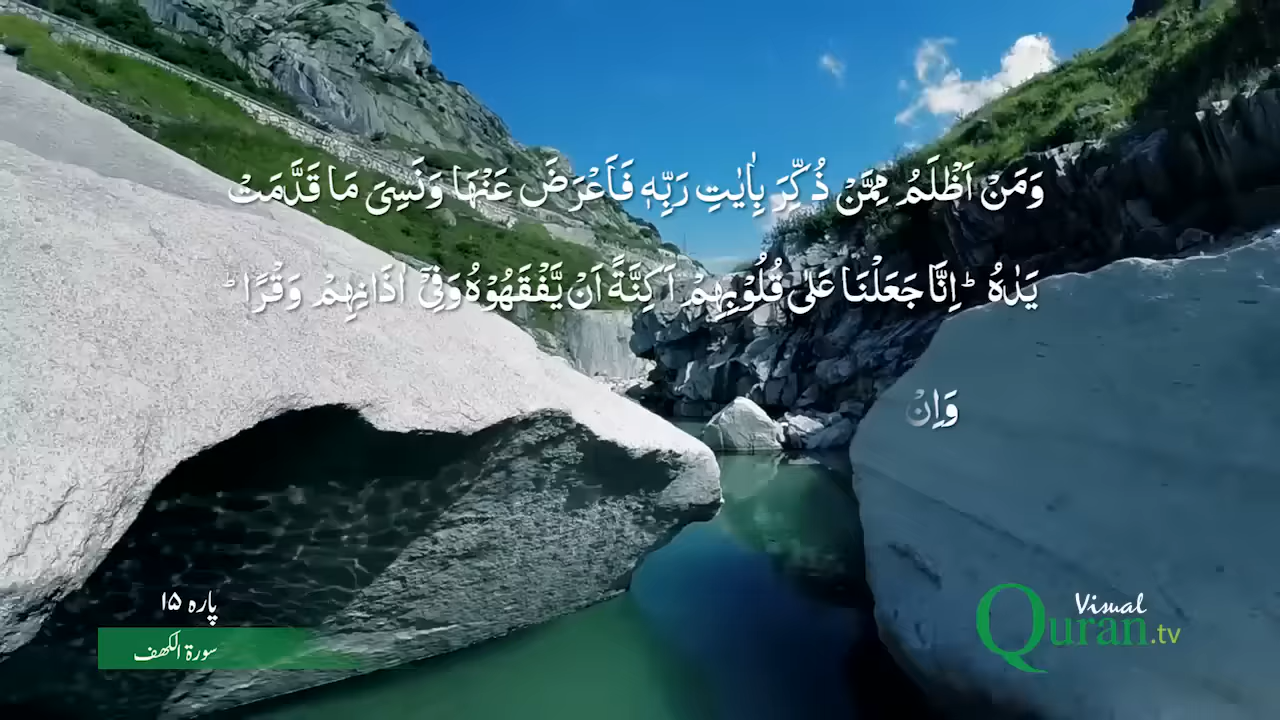 وَمَنْ اَظْلَمُ مِمَّنْ ذُكِّرَ بِاٰيٰتِ رَبِّهٖ فَاَعْرَضَ عَنْهَا وَنَسِىَ مَا قَدَّمَتْ
يَدٰهُ ؕ اِنَّا جَعَلْنَا عَلٰى قُلُوْبِهِمْ اَكِنَّةً اَنْ يَّفْقَهُوْهُ وَفِىْۤ اٰذَانِهِمْ وَقْرًا ؕ
وَاِنْ
پارہ ۱۵
سورة الكهف
Visual
Quran.tv